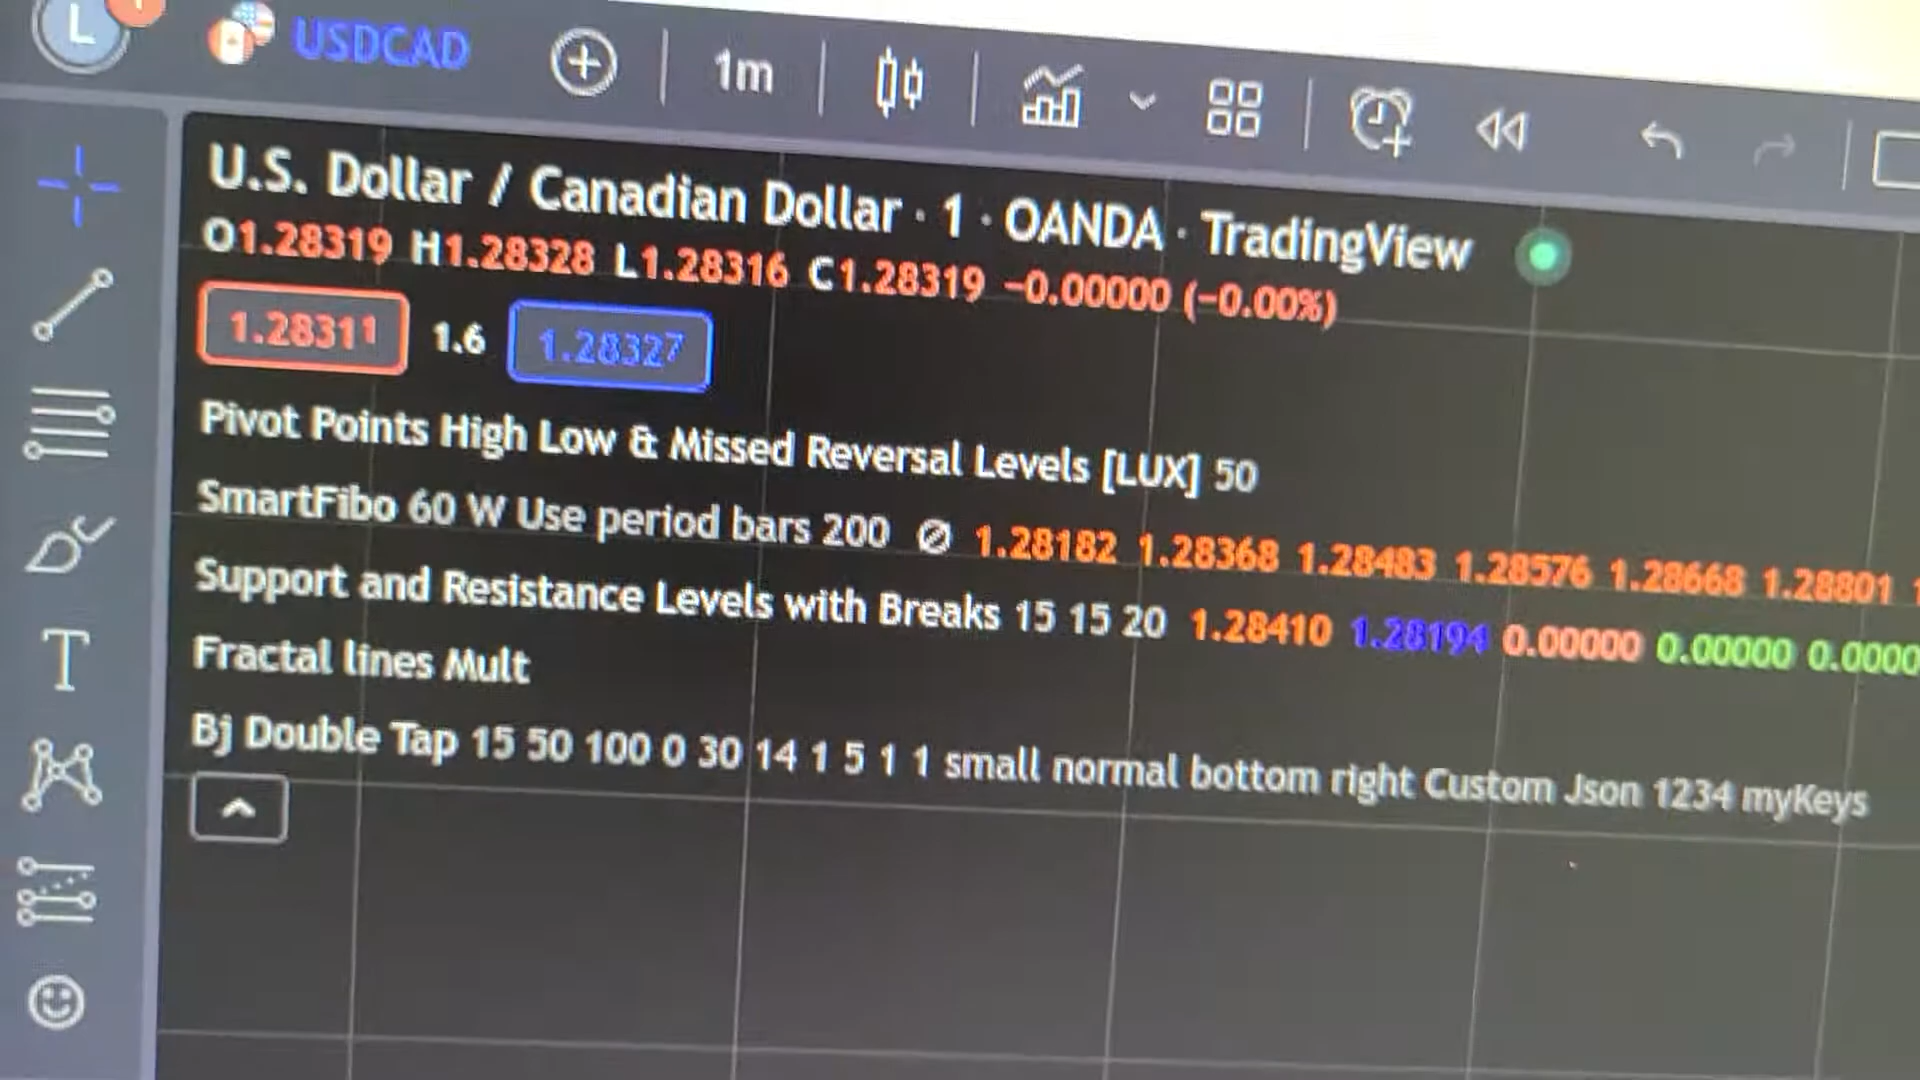 L
USDCAD
1m
U.S. Dollar / Canadian Dollar · 1 · OANDA · TradingView
O1.28319 H1.28328 L1.28316 C1.28319 −0.00000 (−0.00%)
1.28311 1.6 1.28327
Pivot Points High Low & Missed Reversal Levels [LUX] 50
SmartFibo 60 W Use period bars 200 1.28182 1.28368 1.28483 1.28576 1.28668 1.28801
Support and Resistance Levels with Breaks 15 15 20 1.28410 1.28194 0.00000 0.00000 0.0000
Fractal lines Mult
Bj Double Tap 15 50 100 0 30 14 1 5 1 1 small normal bottom right Custom Json 1234 myKeys
T